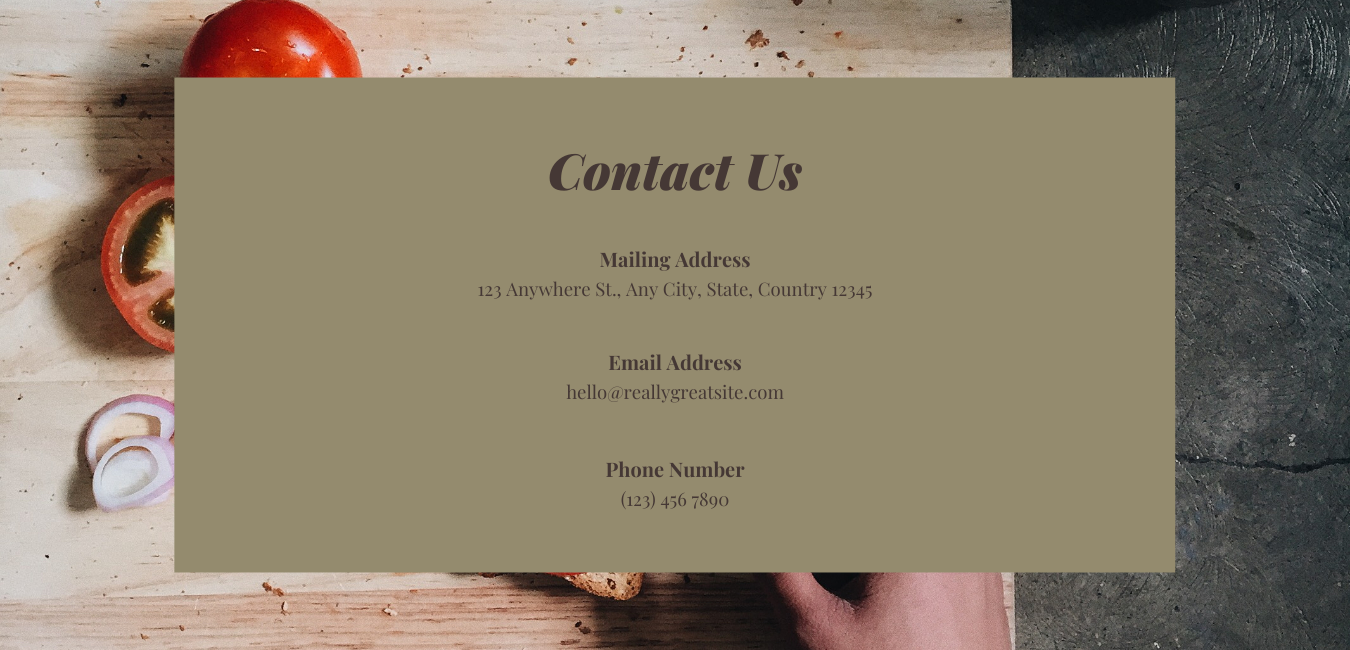 Contact Us
Mailing Address
123 Anywhere St., Any City, State, Country 12345
Email Address
hello@reallygreatsite.com
Phone Number
(123) 456 7890